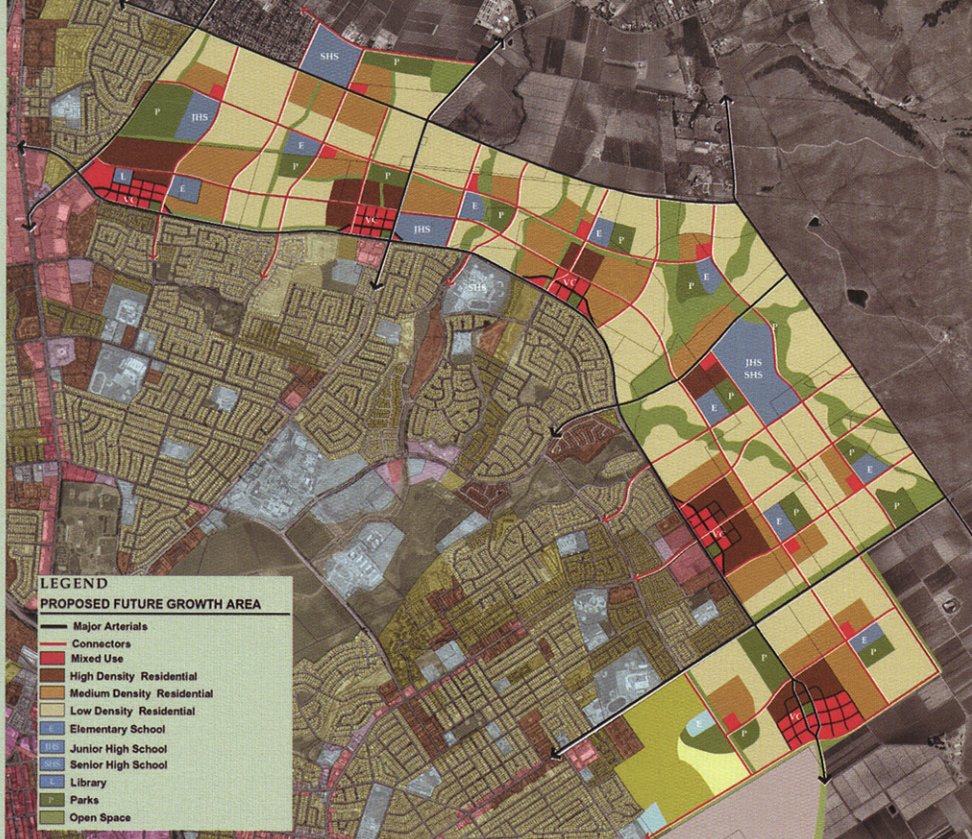 SHS
P
P
JHS
E
P
P
L
E
VC
VC
JHS
E
P
E
P
SHS
VC
P
E
P
JHS
SHS
E
P
P
E
P
VC
E
P
P
E
P
VC
E
P
LEGEND
PROPOSED FUTURE GROWTH AREA
Major Arterials
Connectors
Mixed Use
High Density Residential
Medium Density Residential
Low Density Residential
E Elementary School
JHS Junior High School
SHS Senior High School
L Library
P Parks
Open Space